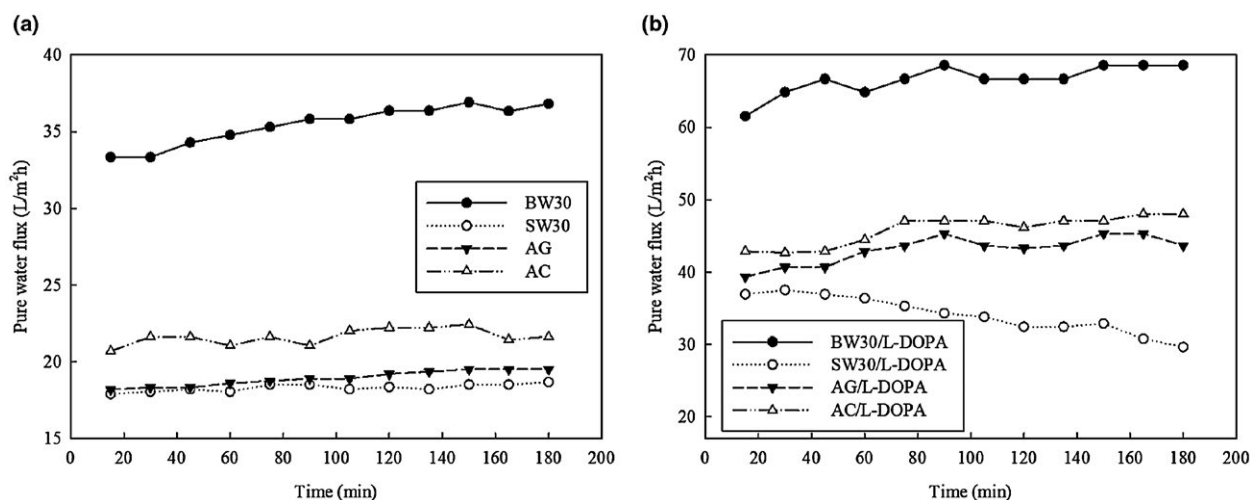 (a)
40
35
30
25
20
15
Pure water flux (L/m²h)
BW30
SW30
AG
AC
0 20 40 60 80 100 120 140 160 180 200
Time (min)
(b)
70
60
50
40
30
20
Pure water flux (L/m²h)
BW30/L-DOPA
SW30/L-DOPA
AG/L-DOPA
AC/L-DOPA
0 20 40 60 80 100 120 140 160 180 200
Time (min)